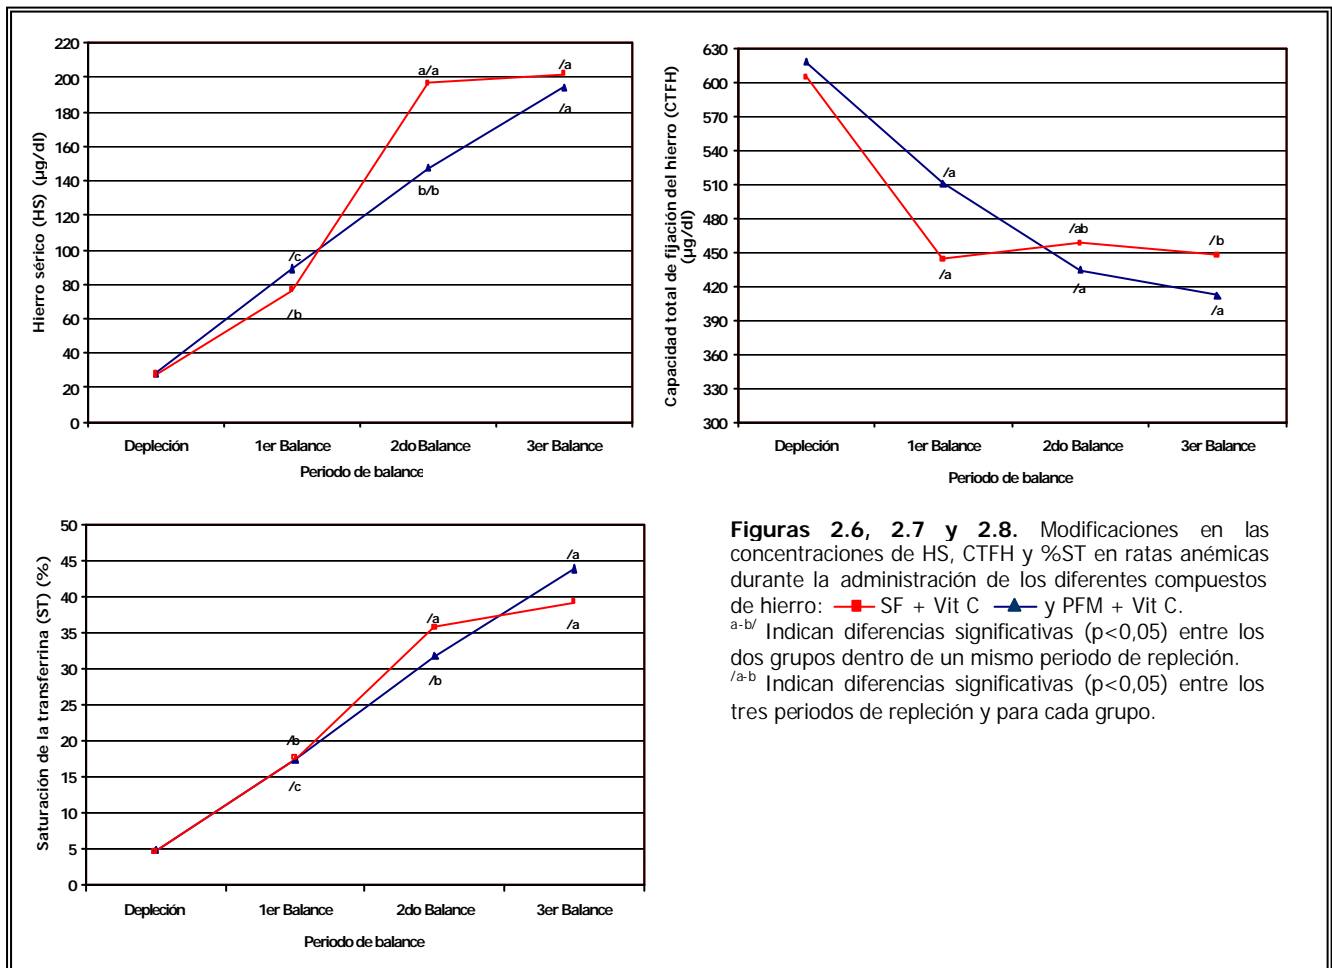 Hierro sérico (HS) (µg/dl)
220
200
180
160
140
120
100
80
60
40
20
0
a/a
/a
/a
b/b
/c
/b
Depleción 1er Balance 2do Balance 3er Balance
Periodo de balance
Capacidad total de fijación del hierro (CTFH)
(µg/dl)
630
600
570
540
510
480
450
420
390
360
330
300
/a
/ab
/b
/a
/a
/a
Depleción 1er Balance 2do Balance 3er Balance
Periodo de balance
Saturación de la transferrina (ST) (%)
50
45
40
35
30
25
20
15
10
5
0
/a
/a
/a
/b
/b
/c
Depleción 1er Balance 2do Balance 3er Balance
Periodo de balance
Figuras 2.6, 2.7 y 2.8. Modificaciones en las
concentraciones de HS, CTFH y %ST en ratas anémicas
durante la administración de los diferentes compuestos
de hierro: SF + Vit C y PFM + Vit C.
a-b/ Indican diferencias significativas (p<0,05) entre los
dos grupos dentro de un mismo periodo de repleción.
/a-b Indican diferencias significativas (p<0,05) entre los
tres periodos de repleción y para cada grupo.